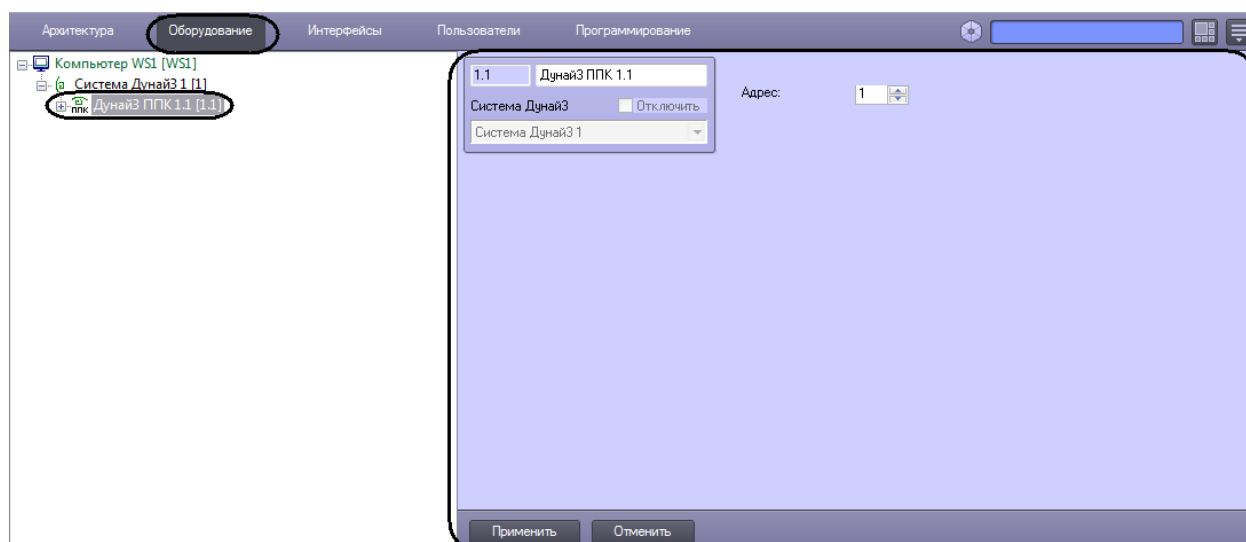 Архитектура Оборудование Интерфейсы Пользователи Программирование
Компьютер WS1 [WS1]
Система Дунай3 1 [1]
ппк Дунай3 ППК 1.1 [1.1]
1.1 Дунай3 ППК 1.1
Система Дунай3 Отключить
Система Дунай3 1
Адрес: 1
Применить Отменить